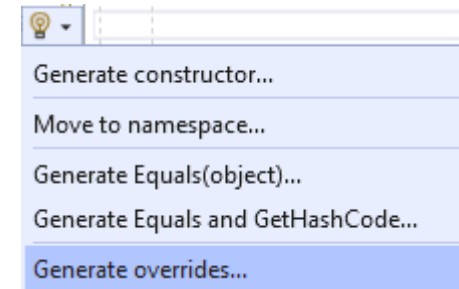 Generate constructor...
Move to namespace...
Generate Equals(object)...
Generate Equals and GetHashCode...
Generate overrides...